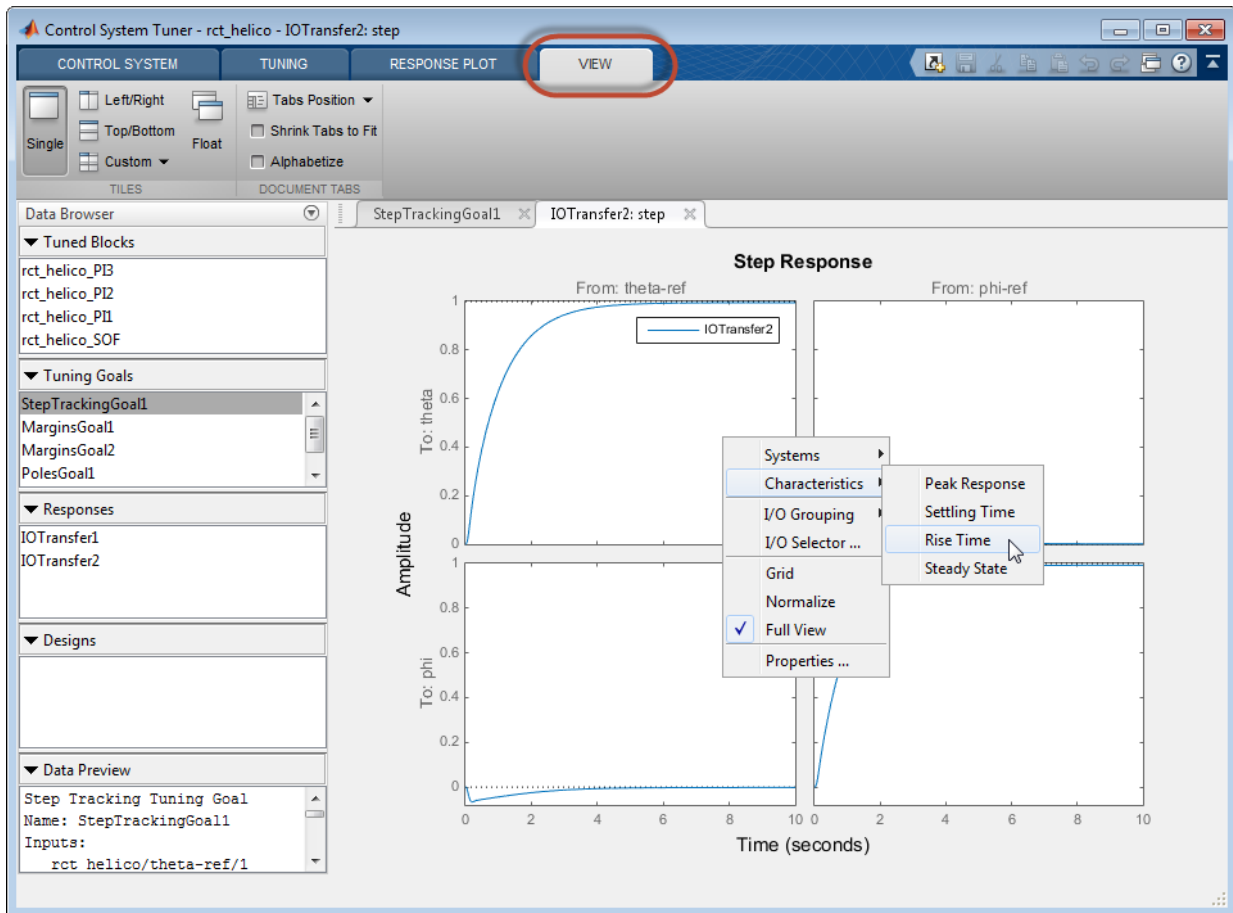 Control System Tuner - rct_helico - IOTransfer2: step
CONTROL SYSTEM
TUNING
RESPONSE PLOT
VIEW
Single
Left/Right
Top/Bottom
Custom
Float
Tabs Position
Shrink Tabs to Fit
Alphabetize
TILES
DOCUMENT TABS
Data Browser
Tuned Blocks
rct_helico_PI3
rct_helico_PI2
rct_helico_PI1
rct_helico_SOF
Tuning Goals
StepTrackingGoal1
MarginsGoal1
MarginsGoal2
PolesGoal1
Responses
IOTransfer1
IOTransfer2
Designs
Data Preview
Step Tracking Tuning Goal
Name: StepTrackingGoal1
Inputs:
rct_helico/theta-ref/1
StepTrackingGoal1
IOTransfer2: step
Step Response
From: theta-ref
From: phi-ref
IOTransfer2
Amplitude
To: theta
1
0.8
0.6
0.4
0.2
0
To: phi
1
0.8
0.6
0.4
0.2
0
0 2 4 6 8 10
0 2 4 6 8 10
Time (seconds)
Systems
Characteristics
I/O Grouping
I/O Selector ...
Grid
Normalize
Full View
Properties ...
Peak Response
Settling Time
Rise Time
Steady State